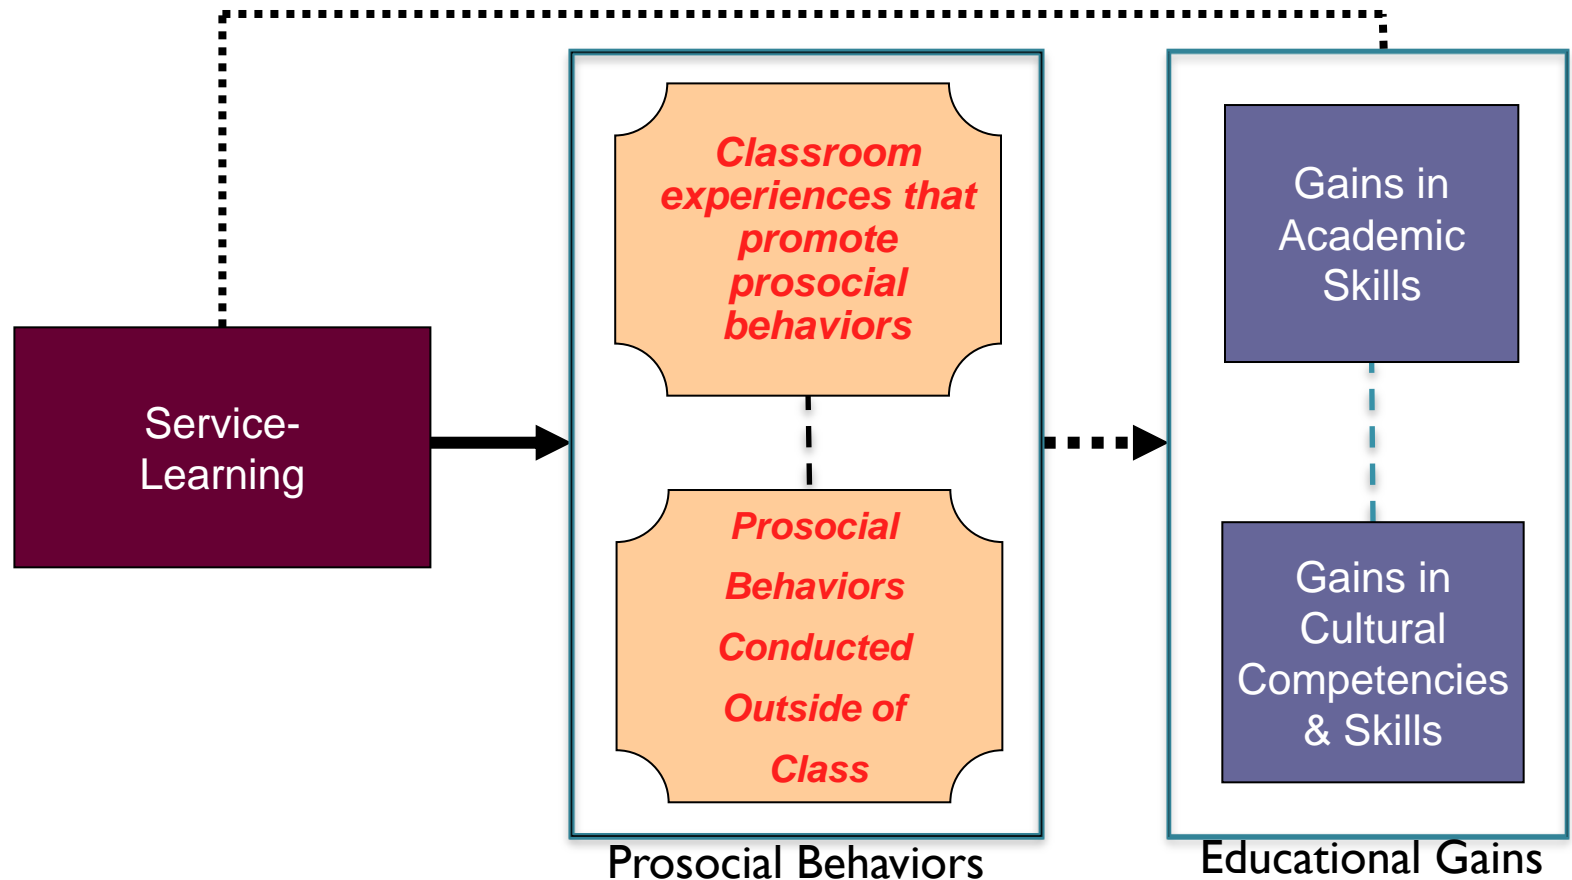 Service-
Learning
Classroom
experiences that
promote
prosocial
behaviors
Prosocial
Behaviors
Conducted
Outside of
Class
Prosocial Behaviors
Gains in
Academic
Skills
Gains in
Cultural
Competencies
& Skills
Educational Gains